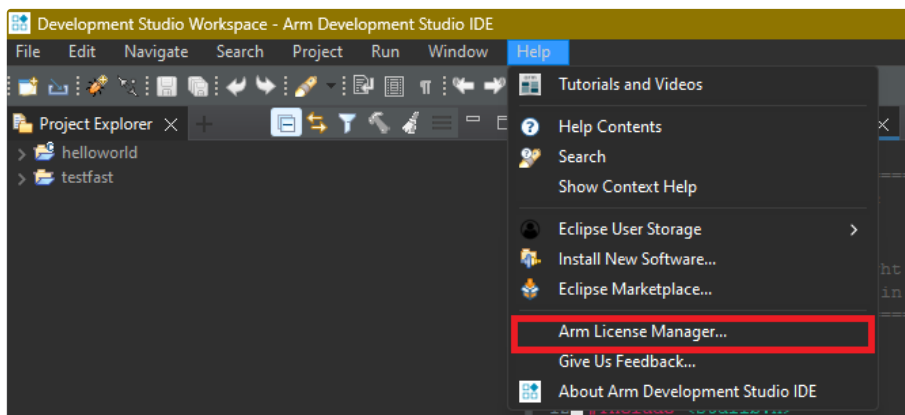 Development Studio Workspace - Arm Development Studio IDE
File Edit Navigate Search Project Run Window Help
Tutorials and Videos
Project Explorer
Help Contents
helloworld
Search
testfast
Show Context Help
Eclipse User Storage
Install New Software...
Eclipse Marketplace...
Arm License Manager...
Give Us Feedback...
About Arm Development Studio IDE